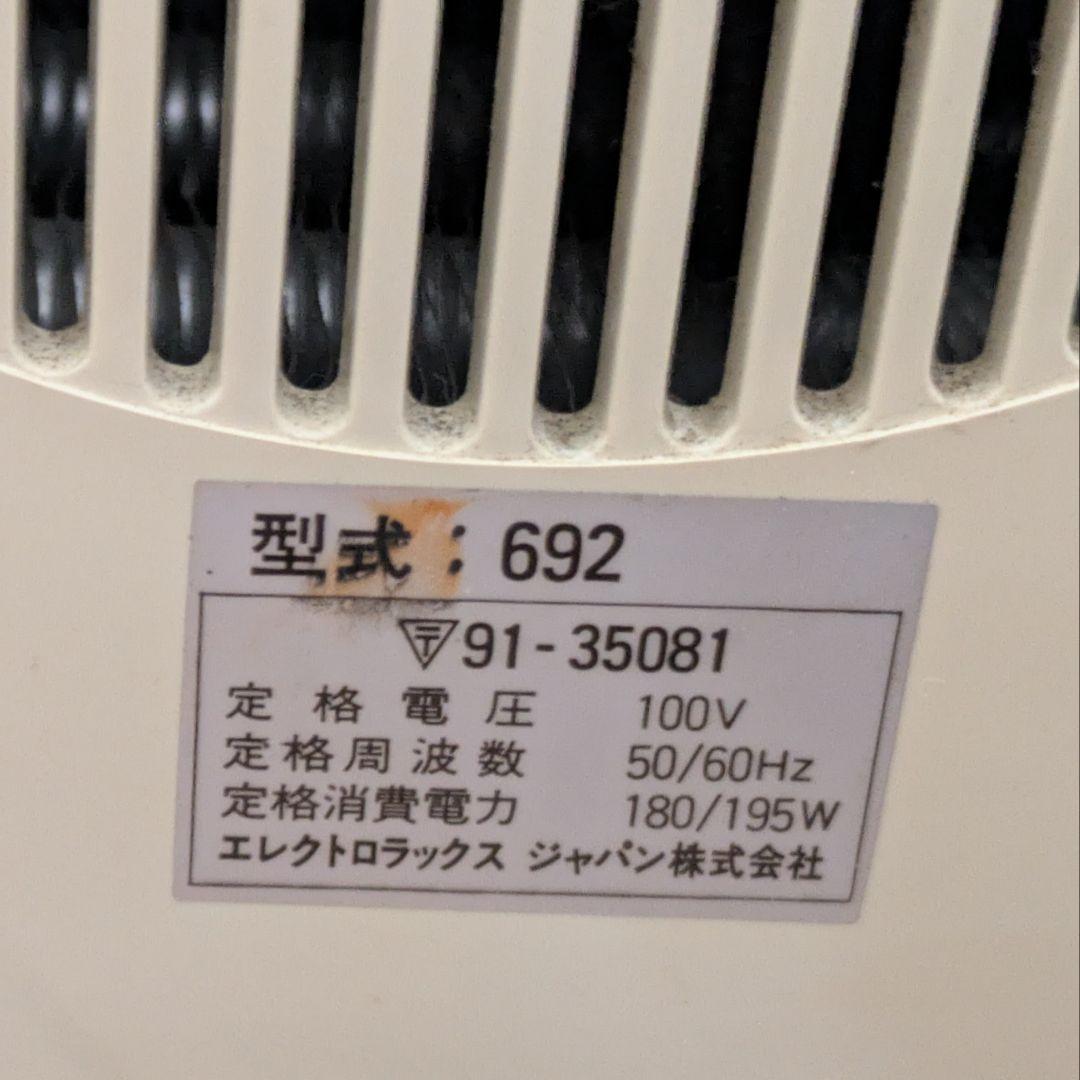 型式：692
〒91-35081
定格電圧 100V
定格周波数 50/60Hz
定格消費電力 180/195W
エレクトロラックス ジャパン株式会社